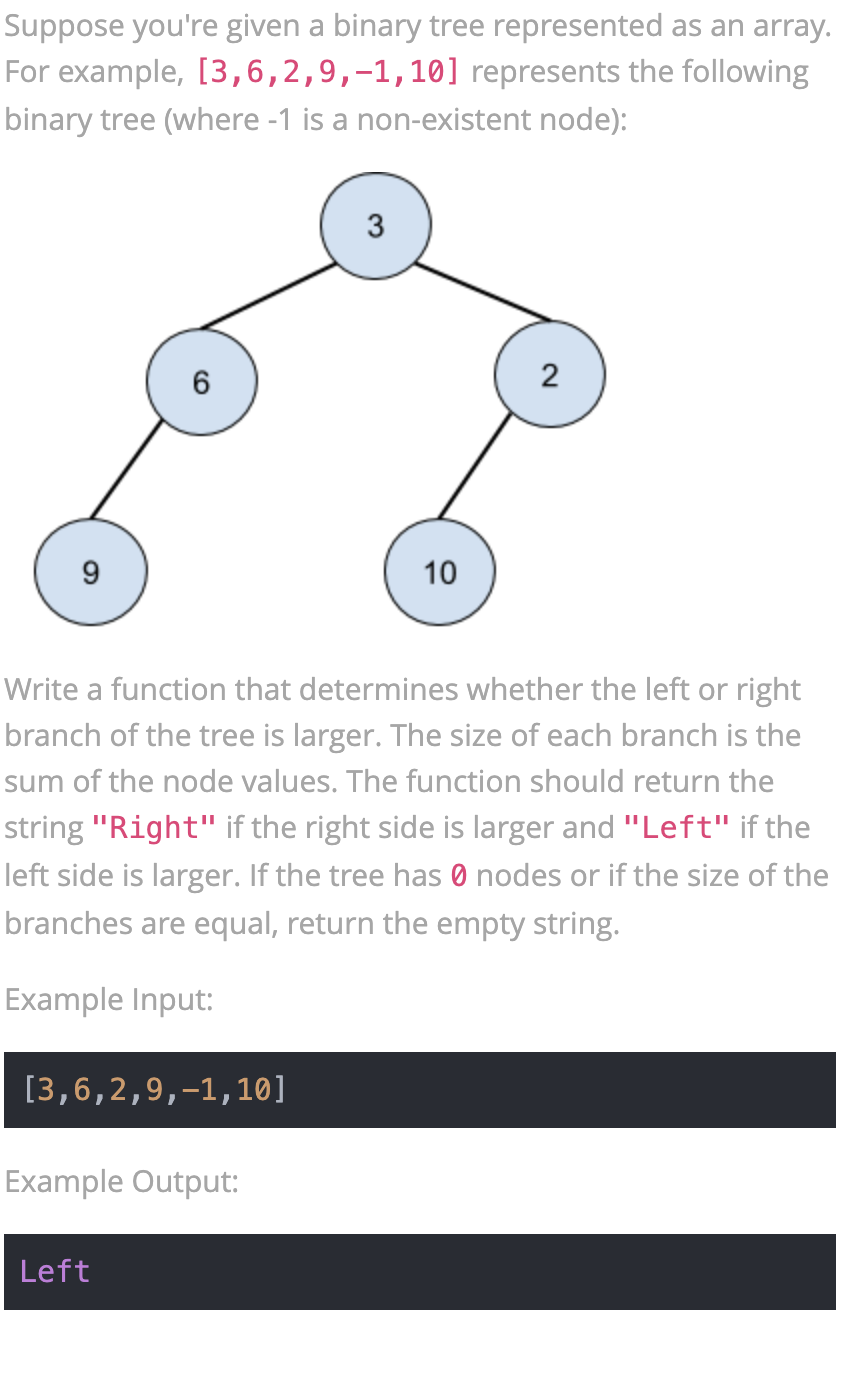 Suppose you're given a binary tree represented as an array.
For example, [3,6,2,9,−1,10] represents the following
binary tree (where -1 is a non-existent node):
3
6
2
9
10
Write a function that determines whether the left or right
branch of the tree is larger. The size of each branch is the
sum of the node values. The function should return the
string "Right" if the right side is larger and "Left" if the
left side is larger. If the tree has 0 nodes or if the size of the
branches are equal, return the empty string.
Example Input:
[3,6,2,9,−1,10]
Example Output:
Left